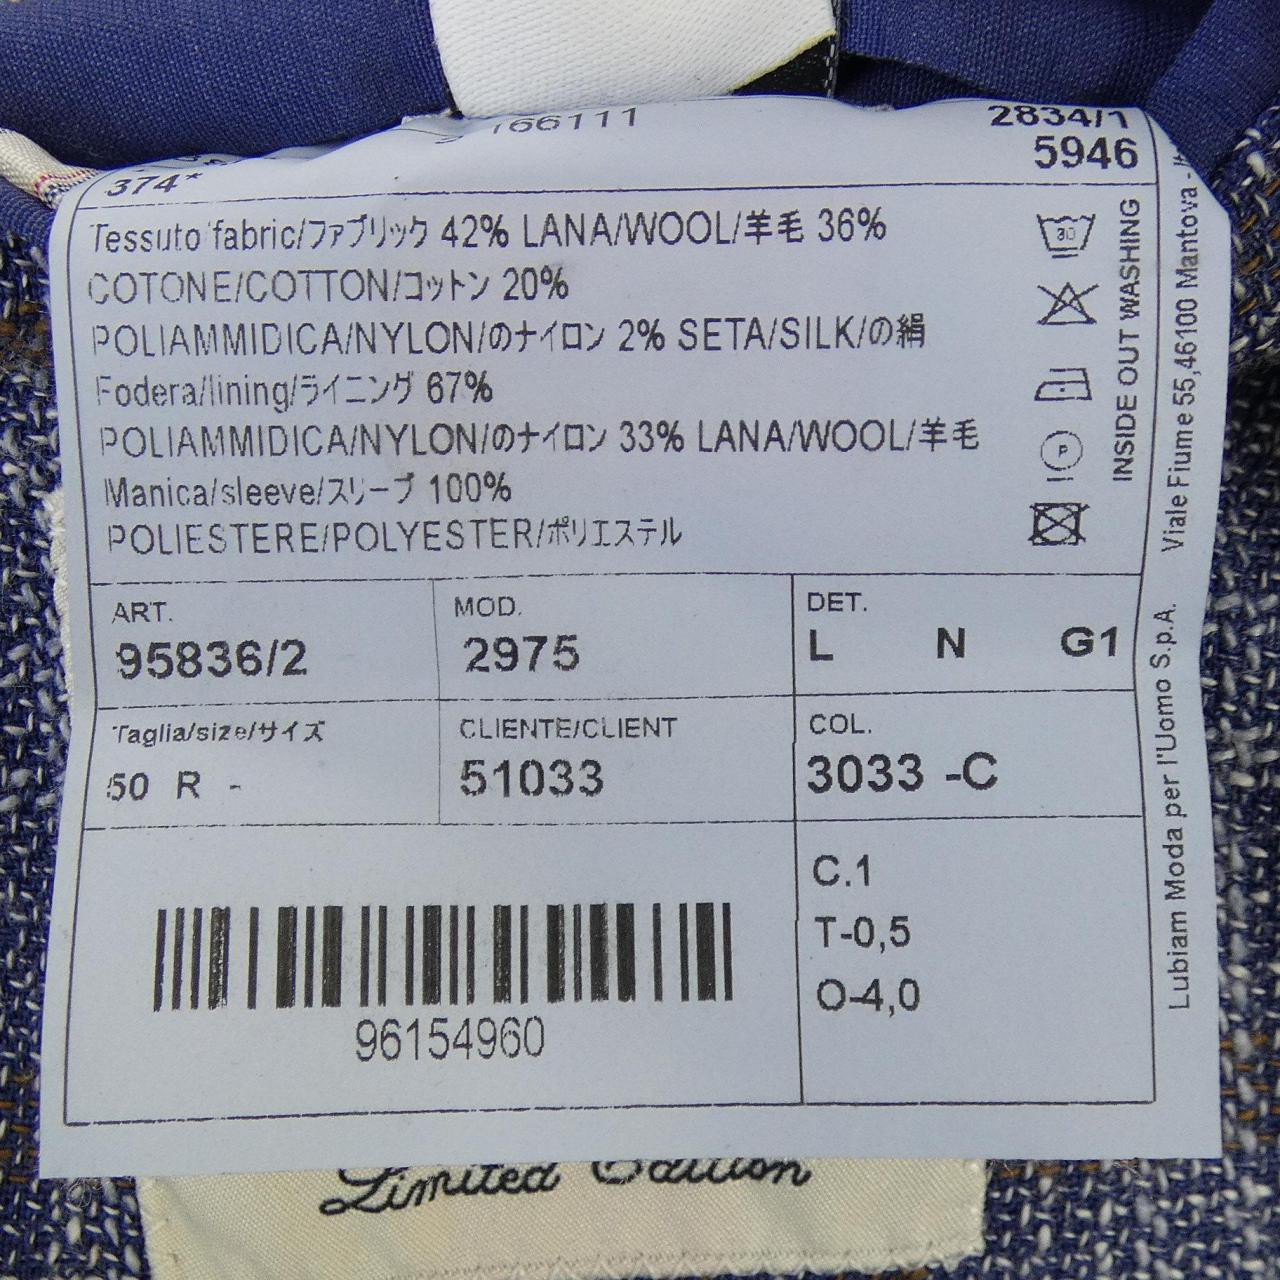 166111
2834/1
5946
374*
Tessuto fabric/ファブリック 42% LANA/WOOL/羊毛 36%
COTONE/COTTON/コットン 20%
POLIAMMIDICA/NYLON/のナイロン 2% SETA/SILK/の絹
Fodera/lining/ライニング 67%
POLIAMMIDICA/NYLON/のナイロン 33% LANA/WOOL/羊毛
Manica/sleeve/スリーブ 100%
POLIESTERE/POLYESTER/ポリエステル
30
P
INSIDE OUT WASHING
Lubiam Moda per l'Uomo S.p.A. Viale Fiume 55,46100 Mantova -
ART. MOD. DET.
95836/2 2975 L N G1
Taglia/size/サイズ CLIENTE/CLIENT COL.
50 R - 51033 3033 -C
C.1
T-0,5
O-4,0
96154960
Limited Edition